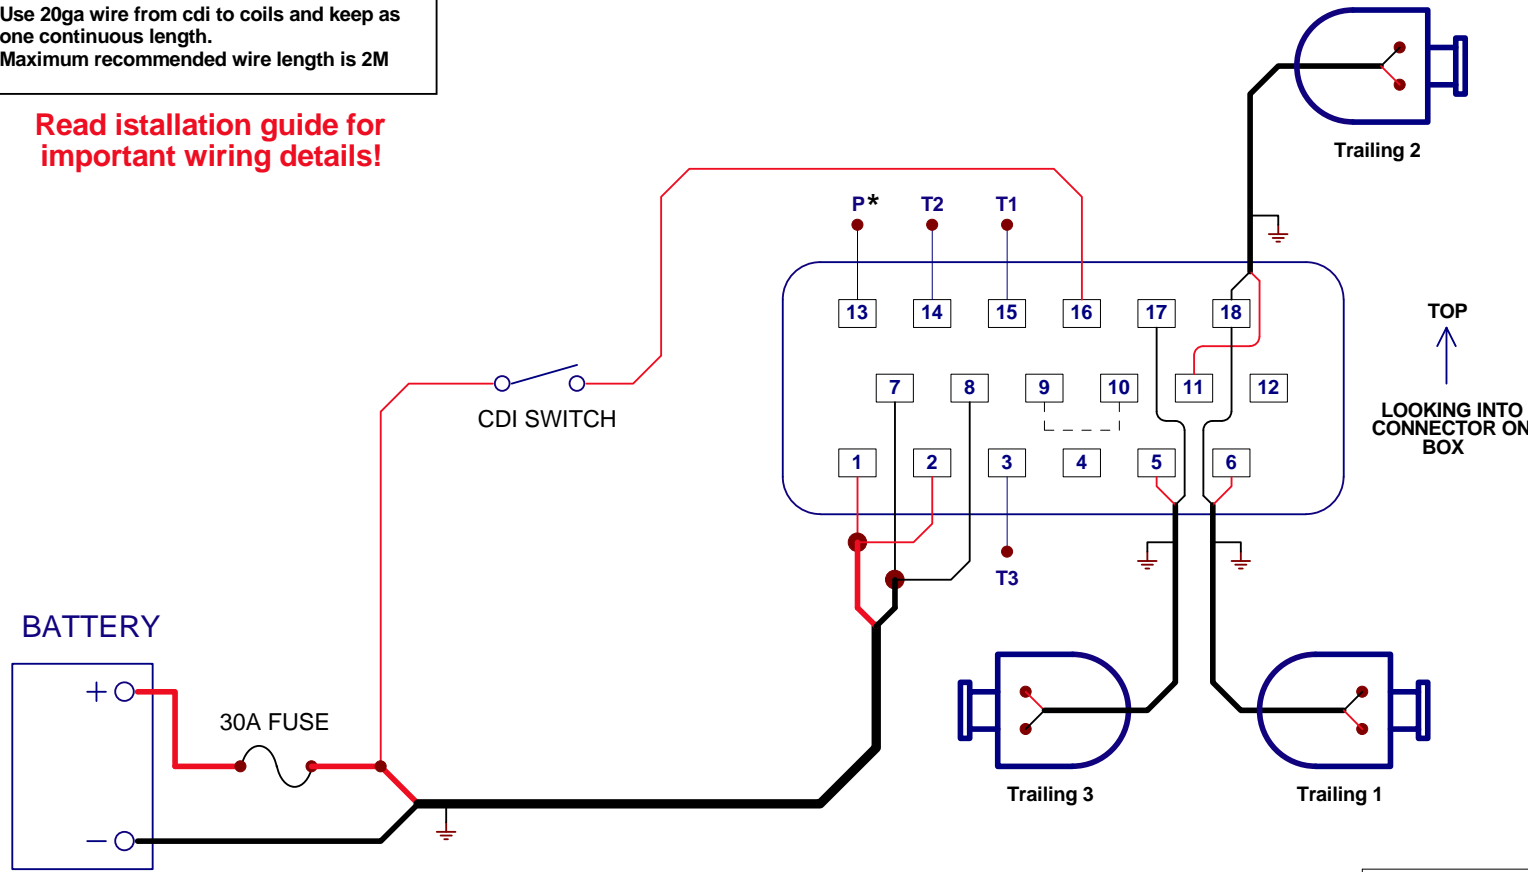 Use 20ga wire from cdi to coils and keep as
one continuous length.
Maximum recommended wire length is 2M
Read istallation guide for
important wiring details!
Trailing 2
P* T2 T1
13 14 15 16 17 18
TOP
7 8 9 10 11 12
CDI SWITCH
LOOKING INTO
CONNECTOR ON
BOX
1 2 3 4 5 6
T3
BATTERY
+
30A FUSE
−
Trailing 3
Trailing 1